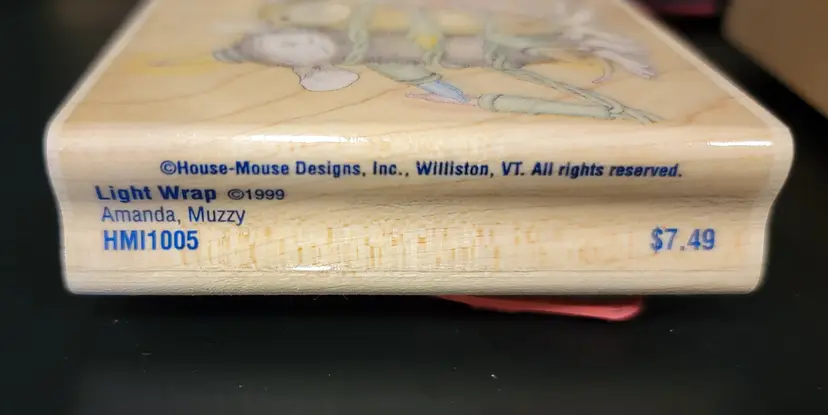 ©House-Mouse Designs, Inc., Williston, VT. All rights reserved.
Light Wrap ©1999
Amanda, Muzzy
HMI1005 $7.49